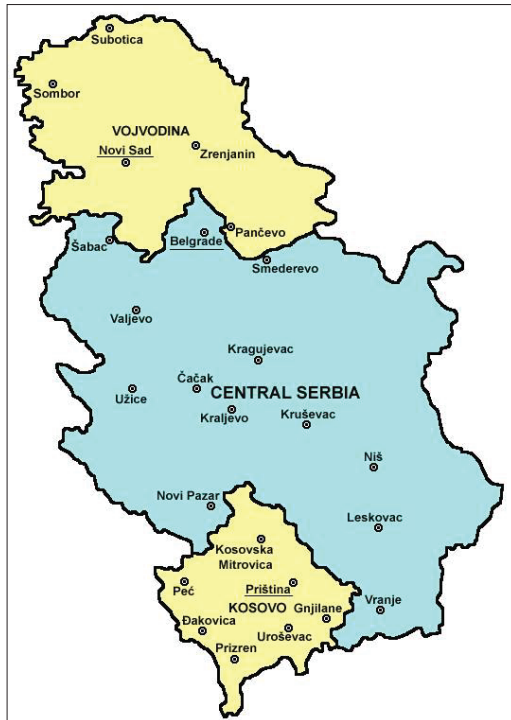 Subotica
Sombor
VOJVODINA
Novi Sad
Zrenjanin
Pančevo
Belgrade
Šabac
Smederevo
Valjevo
Kragujevac
Čačak
CENTRAL SERBIA
Užice
Kraljevo
Kruševac
Niš
Novi Pazar
Leskovac
Kosovska
Mitrovica
Peć
Priština
KOSOVO
Gnjilane
Vranje
Đakovica
Uroševac
Prizren